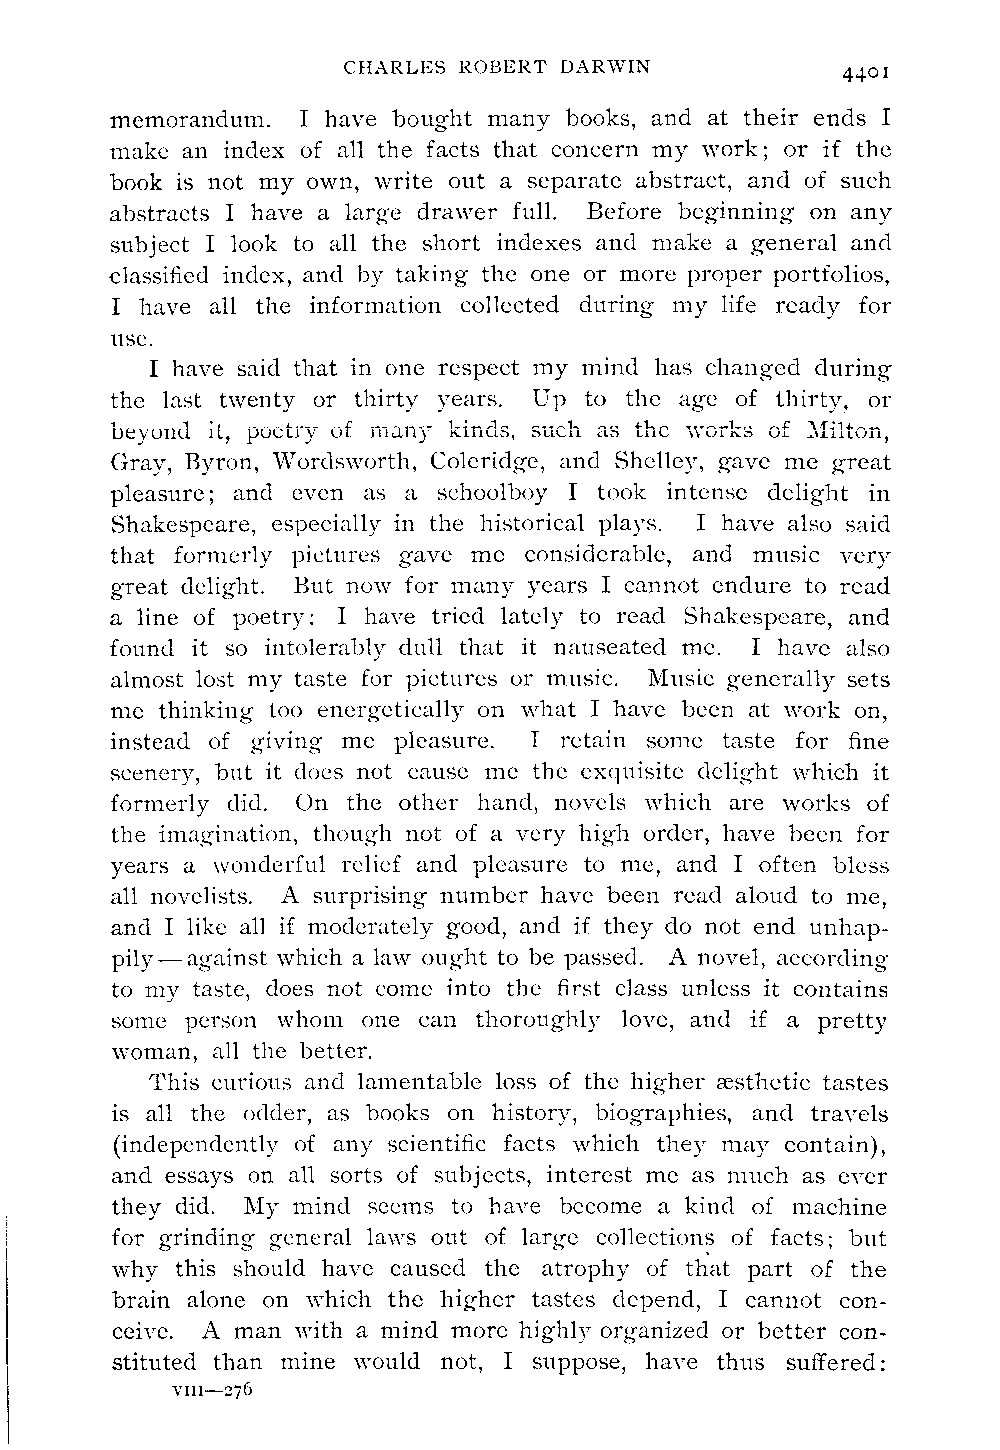 CHARLES ROBERT DARWIN
4401
memorandum. I have bought many books, and at their ends I
make an index of all the facts that concern my work; or if the
book is not my own, write out a separate abstract, and of such
abstracts I have a large drawer full. Before beginning on any
subject I look to all the short indexes and make a general and
classified index, and by taking the one or more proper portfolios,
I have all the information collected during my life ready for
use.
I have said that in one respect my mind has changed during
the last twenty or thirty years. Up to the age of thirty, or
beyond it, poetry of many kinds, such as the works of Milton,
Gray, Byron, Wordsworth, Coleridge, and Shelley, gave me great
pleasure; and even as a schoolboy I took intense delight in
Shakespeare, especially in the historical plays. I have also said
that formerly pictures gave me considerable, and music very
great delight. But now for many years I cannot endure to read
a line of poetry: I have tried lately to read Shakespeare, and
found it so intolerably dull that it nauseated me. I have also
almost lost my taste for pictures or music. Music generally sets
me thinking too energetically on what I have been at work on,
instead of giving me pleasure. I retain some taste for fine
scenery, but it does not cause me the exquisite delight which it
formerly did. On the other hand, novels which are works of
the imagination, though not of a very high order, have been for
years a wonderful relief and pleasure to me, and I often bless
all novelists. A surprising number have been read aloud to me,
and I like all if moderately good, and if they do not end unhap-
pily—against which a law ought to be passed. A novel, according
to my taste, does not come into the first class unless it contains
some person whom one can thoroughly love, and if a pretty
woman, all the better.
This curious and lamentable loss of the higher æsthetic tastes
is all the odder, as books on history, biographies, and travels
(independently of any scientific facts which they may contain),
and essays on all sorts of subjects, interest me as much as ever
they did. My mind seems to have become a kind of machine
for grinding general laws out of large collections of facts; but
why this should have caused the atrophy of that part of the
brain alone on which the higher tastes depend, I cannot con-
ceive. A man with a mind more highly organized or better con-
stituted than mine would not, I suppose, have thus suffered:
VIII—276